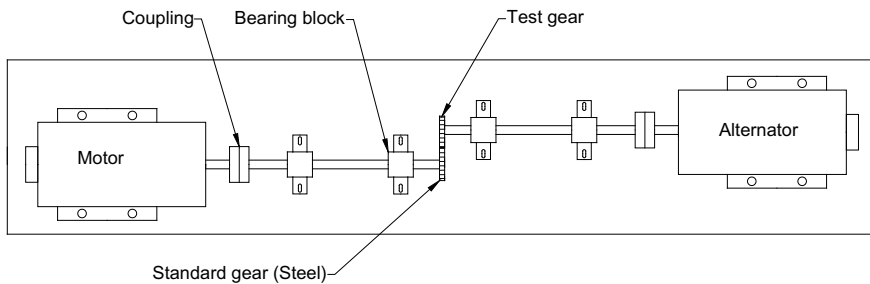 Coupling
Bearing block
Test gear
Motor
Alternator
Standard gear (Steel)